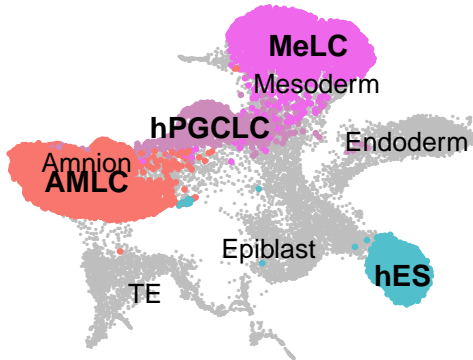 MeLC
Mesoderm
hPGCLC
Endoderm
Amnion
AMLC
Epiblast
hES
TE